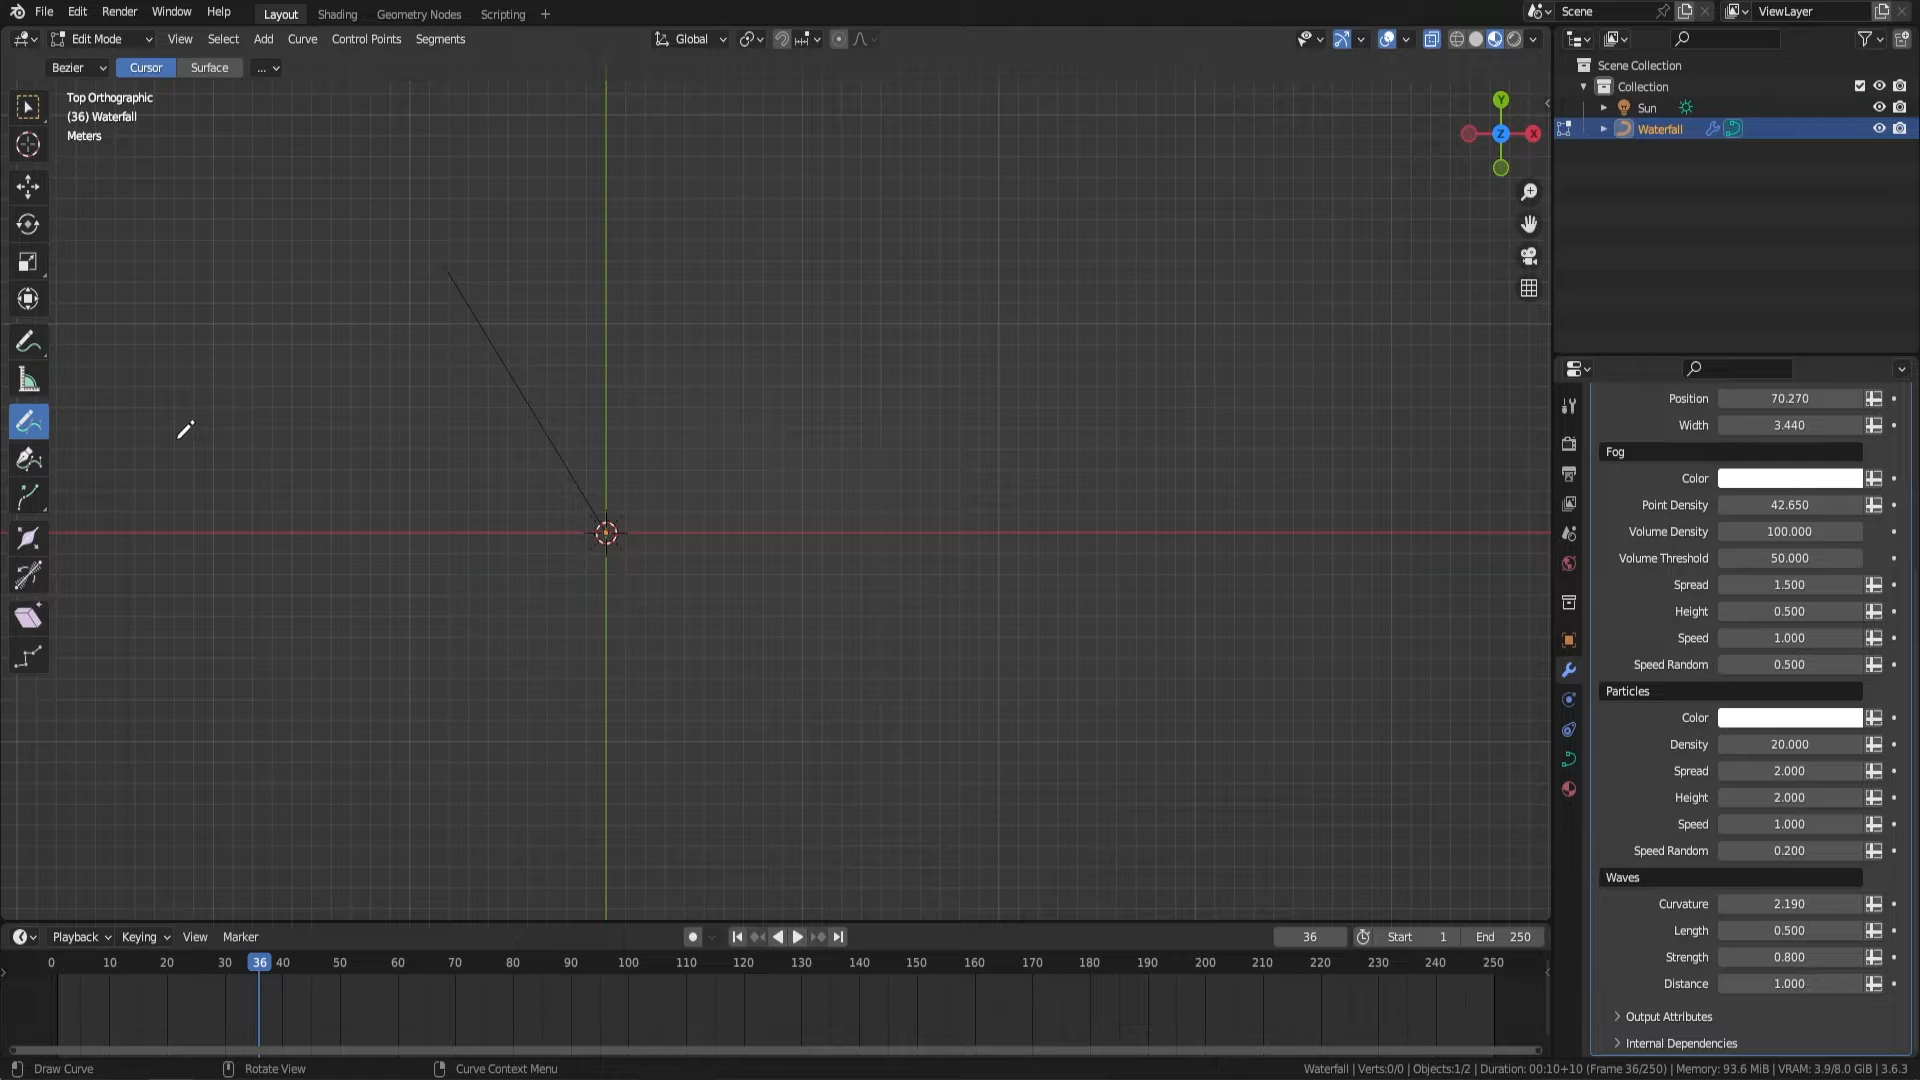 File Edit Render Window Help Layout Shading Geometry Nodes Scripting + Scene ViewLayer
Edit Mode View Select Add Curve Control Points Segments Global
Bezier Cursor Surface ...
Top Orthographic
(36) Waterfall
Meters
Y
Z
X
Scene Collection
Collection
Sun
Waterfall
Position 70.270
Width 3.440
Fog
Color
Point Density 42.650
Volume Density 100.000
Volume Threshold 50.000
Spread 1.500
Height 0.500
Speed 1.000
Speed Random 0.500
Particles
Color
Density 20.000
Spread 2.000
Height 2.000
Speed 1.000
Speed Random 0.200
Waves
Curvature 2.190
Length 0.500
Strength 0.800
Distance 1.000
Output Attributes
Internal Dependencies
Playback Keying View Marker 36 Start 1 End 250
0 10 20 30 36 40 50 60 70 80 90 100 110 120 130 140 150 160 170 180 190 200 210 220 230 240 250
Draw Curve Rotate View Curve Context Menu Waterfall | Verts:0/0 | Objects:1/2 | Duration: 00:10+10 (Frame 36/250) | Memory: 93.6 MiB | VRAM: 3.9/8.0 GiB | 3.6.3